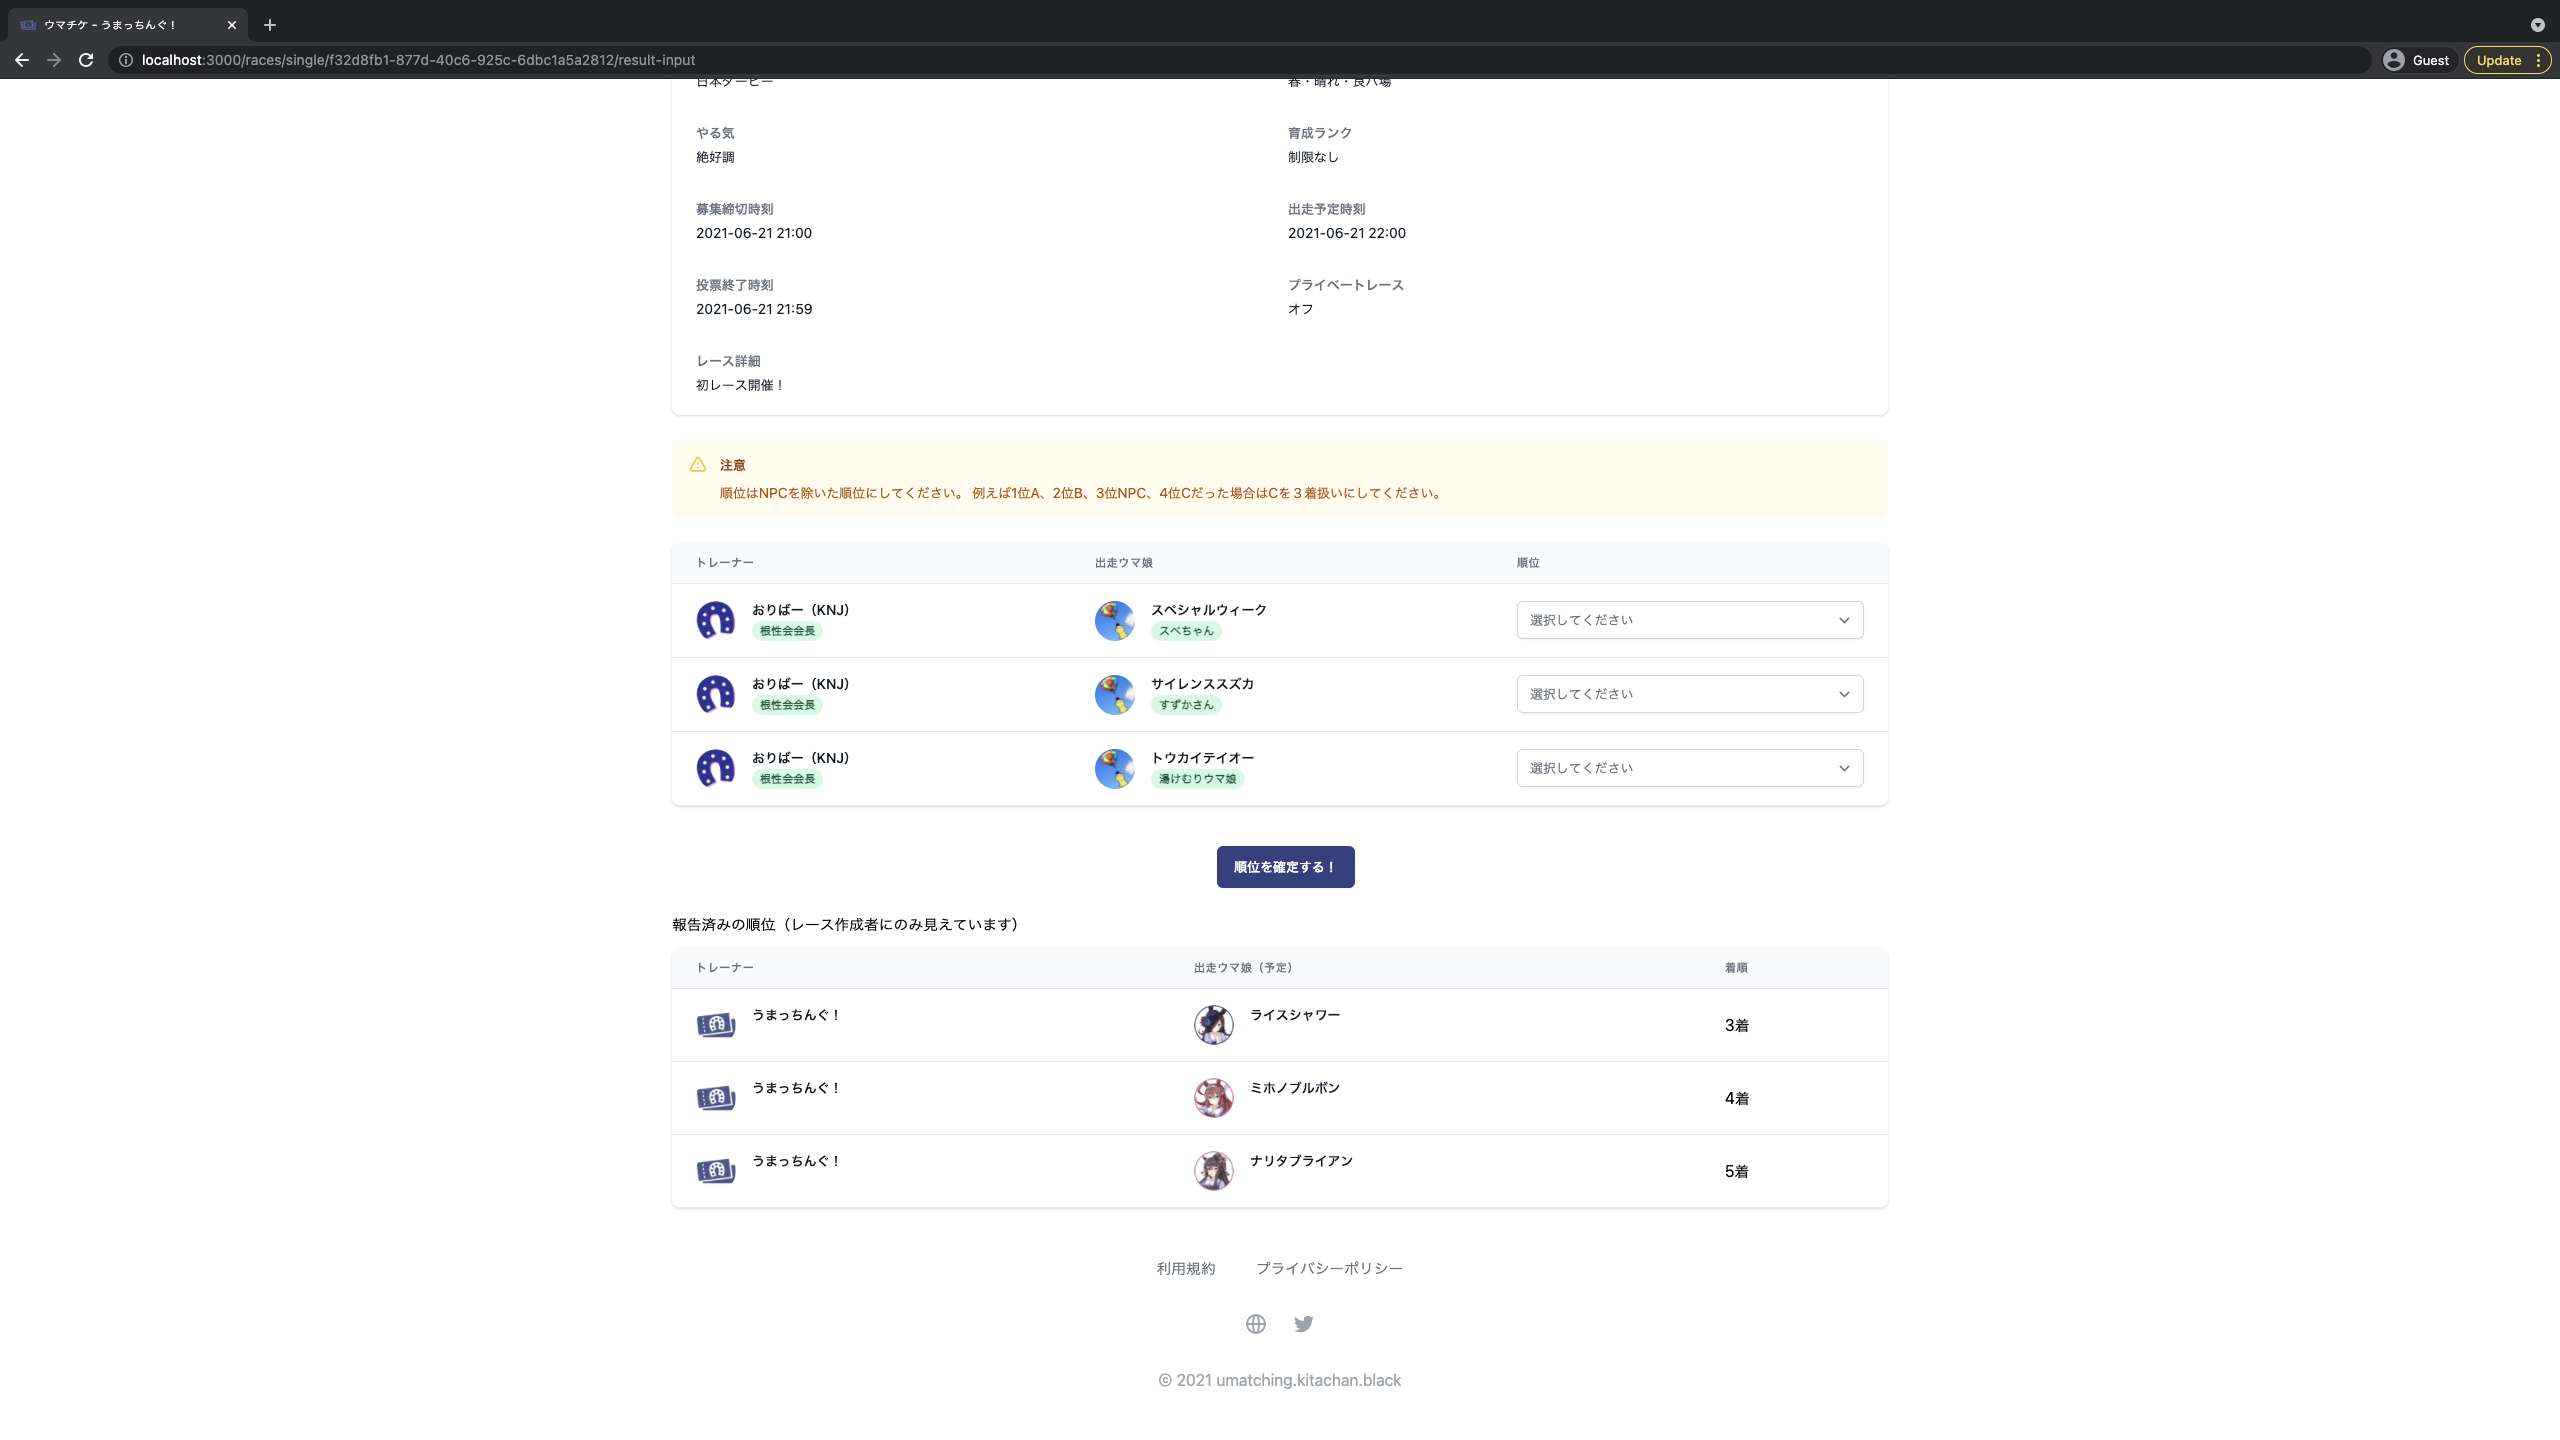 ウマチケ - うまっちんぐ！
localhost:3000/races/single/f32d8fb1-877d-40c6-925c-6dbc1a5a2812/result-input
Guest
Update
日本ダービー
春・晴れ・良バ場
やる気
育成ランク
絶好調
制限なし
募集締切時刻
出走予定時刻
2021-06-21 21:00
2021-06-21 22:00
投票終了時刻
プライベートレース
2021-06-21 21:59
オフ
レース詳細
初レース開催！
注意
順位はNPCを除いた順位にしてください。 例えば1位A、2位B、3位NPC、4位Cだった場合はCを３着扱いにしてください。
トレーナー
出走ウマ娘
順位
おりばー（KNJ）
スペシャルウィーク
選択してください
根性会会長
スペちゃん
おりばー（KNJ）
サイレンススズカ
選択してください
根性会会長
すずかさん
おりばー（KNJ）
トウカイテイオー
選択してください
根性会会長
湯けむりウマ娘
順位を確定する！
報告済みの順位（レース作成者にのみ見えています）
トレーナー
出走ウマ娘（予定）
着順
うまっちんぐ！
ライスシャワー
3着
うまっちんぐ！
ミホノブルボン
4着
うまっちんぐ！
ナリタブライアン
5着
利用規約
プライバシーポリシー
© 2021 umatching.kitachan.black